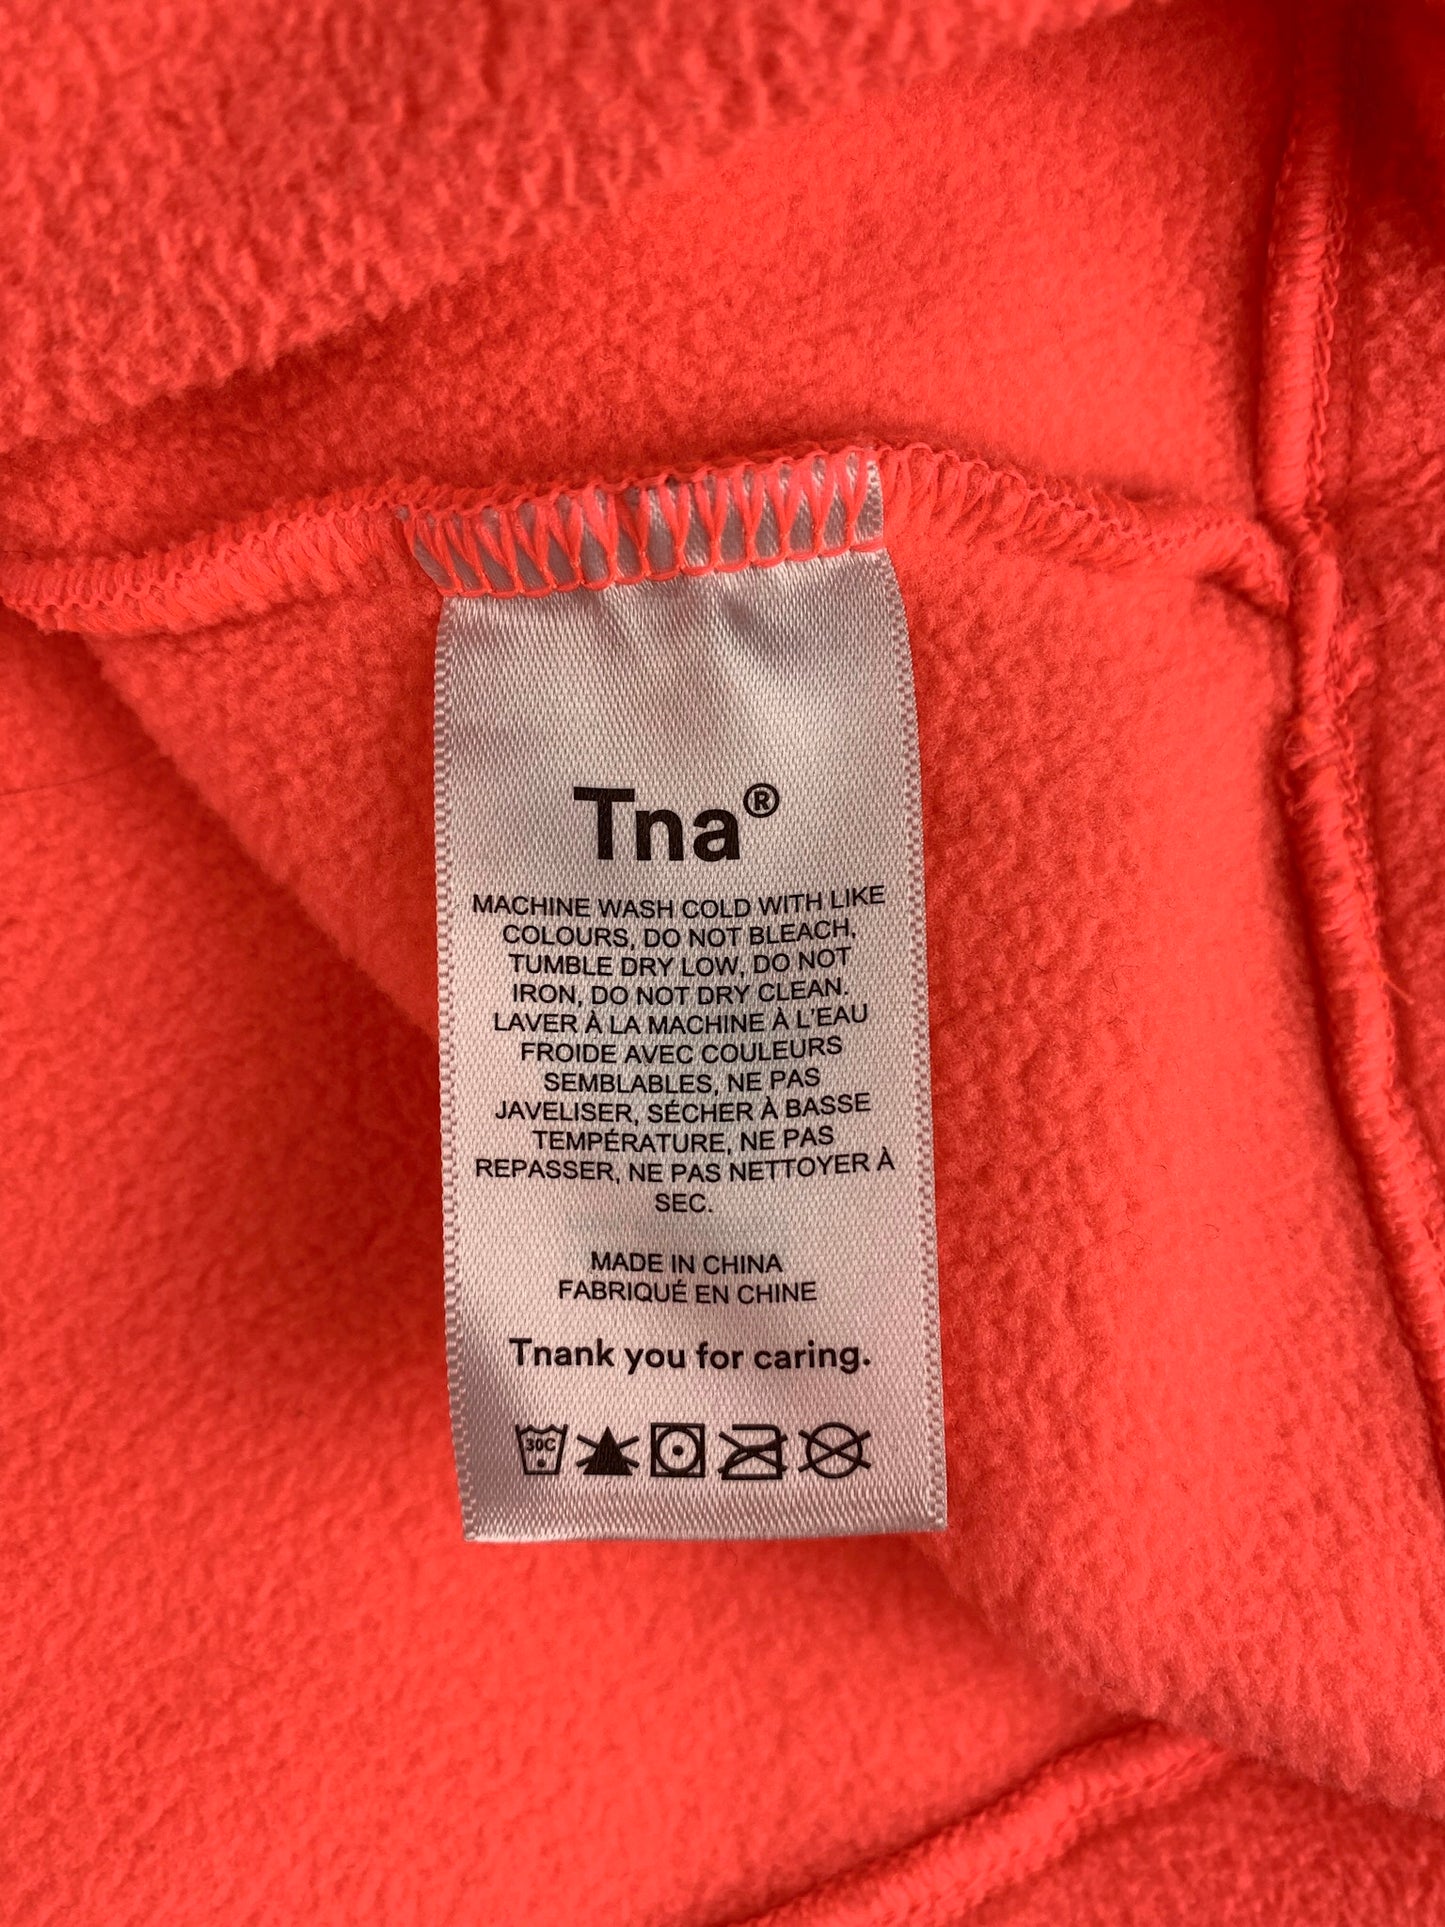 Tna®
MACHINE WASH COLD WITH LIKE
COLOURS, DO NOT BLEACH,
TUMBLE DRY LOW, DO NOT
IRON, DO NOT DRY CLEAN.
LAVER À LA MACHINE À L'EAU
FROIDE AVEC COULEURS
SEMBLABLES, NE PAS
JAVELISER, SÉCHER À BASSE
TEMPÉRATURE, NE PAS
REPASSER, NE PAS NETTOYER À
SEC.
MADE IN CHINA
FABRIQUÉ EN CHINE
Tnank you for caring.
30C